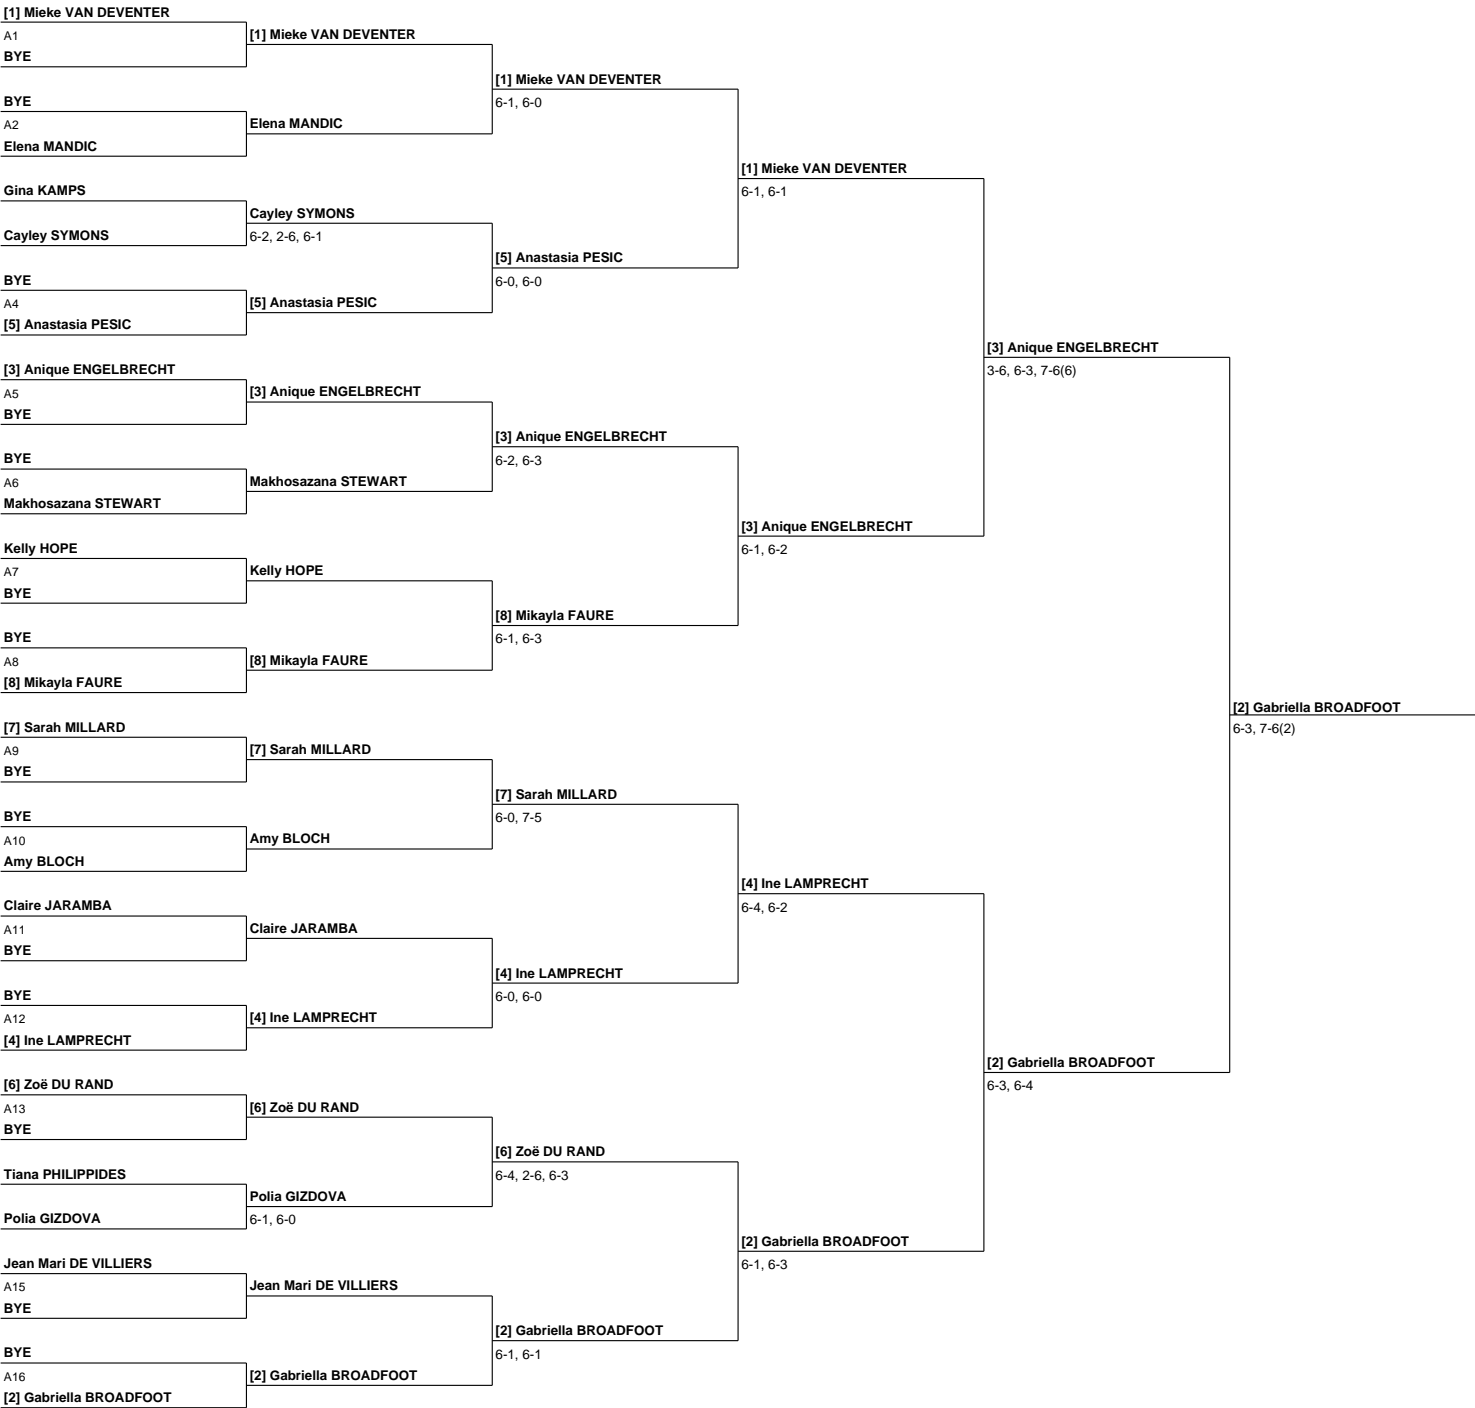 [1] Mieke VAN DEVENTER
A1
BYE
BYE
A2
Elena MANDIC
Gina KAMPS
Cayley SYMONS
BYE
A4
[5] Anastasia PESIC
[3] Anique ENGELBRECHT
A5
BYE
BYE
A6
Makhosazana STEWART
Kelly HOPE
A7
BYE
BYE
A8
[8] Mikayla FAURE
[7] Sarah MILLARD
A9
BYE
BYE
A10
Amy BLOCH
Claire JARAMBA
A11
BYE
BYE
A12
[4] Ine LAMPRECHT
[6] Zoë DU RAND
A13
BYE
Tiana PHILIPPIDES
Polia GIZDOVA
Jean Mari DE VILLIERS
A15
BYE
BYE
A16
[2] Gabriella BROADFOOT
[1] Mieke VAN DEVENTER
Elena MANDIC
Cayley SYMONS
6-2, 2-6, 6-1
[5] Anastasia PESIC
[3] Anique ENGELBRECHT
Makhosazana STEWART
Kelly HOPE
[8] Mikayla FAURE
[7] Sarah MILLARD
Amy BLOCH
Claire JARAMBA
[4] Ine LAMPRECHT
[6] Zoë DU RAND
Polia GIZDOVA
6-1, 6-0
Jean Mari DE VILLIERS
[2] Gabriella BROADFOOT
[1] Mieke VAN DEVENTER
6-1, 6-0
[5] Anastasia PESIC
6-0, 6-0
[3] Anique ENGELBRECHT
6-2, 6-3
[8] Mikayla FAURE
6-1, 6-3
[7] Sarah MILLARD
6-0, 7-5
[4] Ine LAMPRECHT
6-0, 6-0
[6] Zoë DU RAND
6-4, 2-6, 6-3
[2] Gabriella BROADFOOT
6-1, 6-1
[1] Mieke VAN DEVENTER
6-1, 6-1
[3] Anique ENGELBRECHT
6-1, 6-2
[4] Ine LAMPRECHT
6-4, 6-2
[2] Gabriella BROADFOOT
6-1, 6-3
[3] Anique ENGELBRECHT
3-6, 6-3, 7-6(6)
[2] Gabriella BROADFOOT
6-3, 6-4
[2] Gabriella BROADFOOT
6-3, 7-6(2)